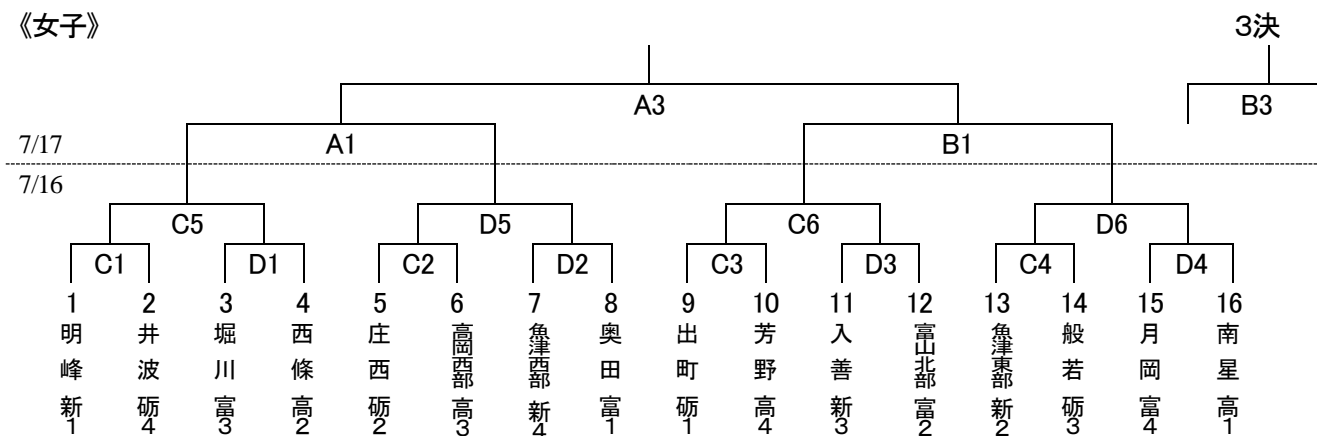 《女子》 3決
A3 B3
7/17 A1 B1
7/16
C5 D5 C6 D6
C1 D1 C2 D2 C3 D3 C4 D4
1 2 3 4 5 6 7 8 9 10 11 12 13 14 15 16
明峰 新1
井波 砺4
堀川 富3
西條 高2
庄西 砺2
高岡西部 高3
魚津西部 新4
奥田 富1
出町 砺1
芳野 高4
入善 新3
富山北部 富2
魚津東部 新2
般若 砺3
月岡 富4
南星 高1